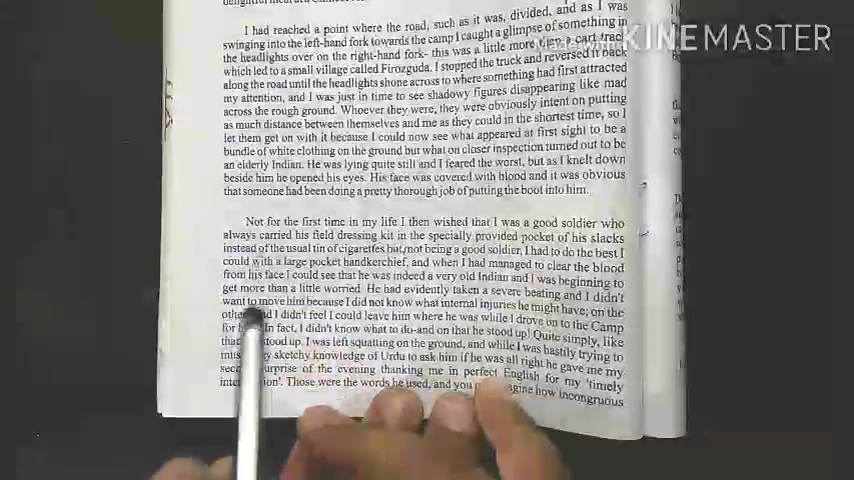 I had reached a point where the road, such as it was, divided, and as I was
swinging into the left-hand fork towards the camp I caught a glimpse of something in
the headlights over on the right-hand fork- this was a little more than a cart track
which led to a small village called Firozguda. I stopped the truck and reversed it back
along the road until the headlights shone across to where something had first attracted
my attention, and I was just in time to see shadowy figures disappearing like mad
across the rough ground. Whoever they were, they were obviously intent on putting
as much distance between themselves and me as they could in the shortest time, so I
let them get on with it because I could now see what appeared at first sight to be a
bundle of white clothing on the ground but what on closer inspection turned out to be
an elderly Indian. He was lying quite still and I feared the worst, but as I knelt down
beside him he opened his eyes. His face was covered with blood and it was obvious
that someone had been doing a pretty thorough job of putting the boot into him.
Not for the first time in my life I then wished that I was a good soldier who
always carried his field dressing kit in the specially provided pocket of his slacks
instead of the usual tin of cigarettes but, not being a good soldier, I had to do the best I
could with a large pocket handkerchief, and when I had managed to clear the blood
from his face I could see that he was indeed a very old Indian and I was beginning to
get more than a little worried. He had evidently taken a severe beating and I didn't
want to move him because I did not know what internal injuries he might have; on the
I didn't feel I could leave him where he was while I drove on to the Camp
for In fact, I didn't know what to do-and on that he stood up! Quite simply, like
stood up. I was left squatting on the ground, and while I was hastily trying to
sketchy knowledge of Urdu to ask him if he was all right he gave me my
surprise of the evening thanking me in perfect English for my 'timely
Those were the words he used, and you how incongruous
Made with KINEMASTER